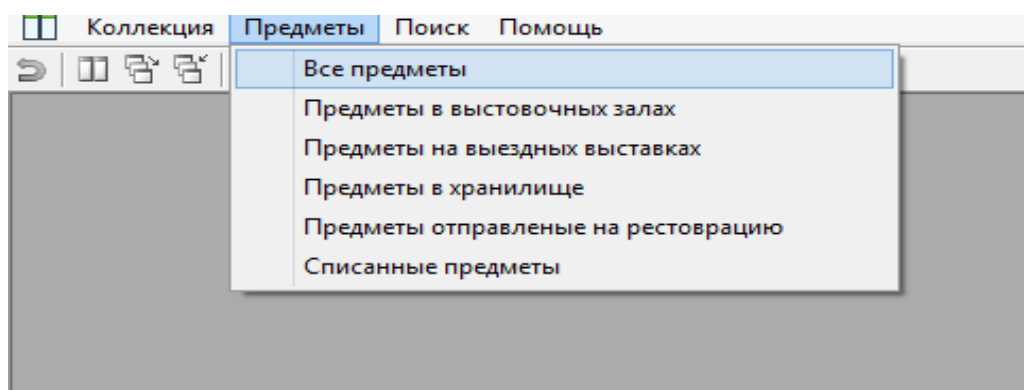 Коллекция Предметы Поиск Помощь
Все предметы
Предметы в выстовочных залах
Предметы на выездных выставках
Предметы в хранилище
Предметы отправленые на рестоврацию
Списанные предметы